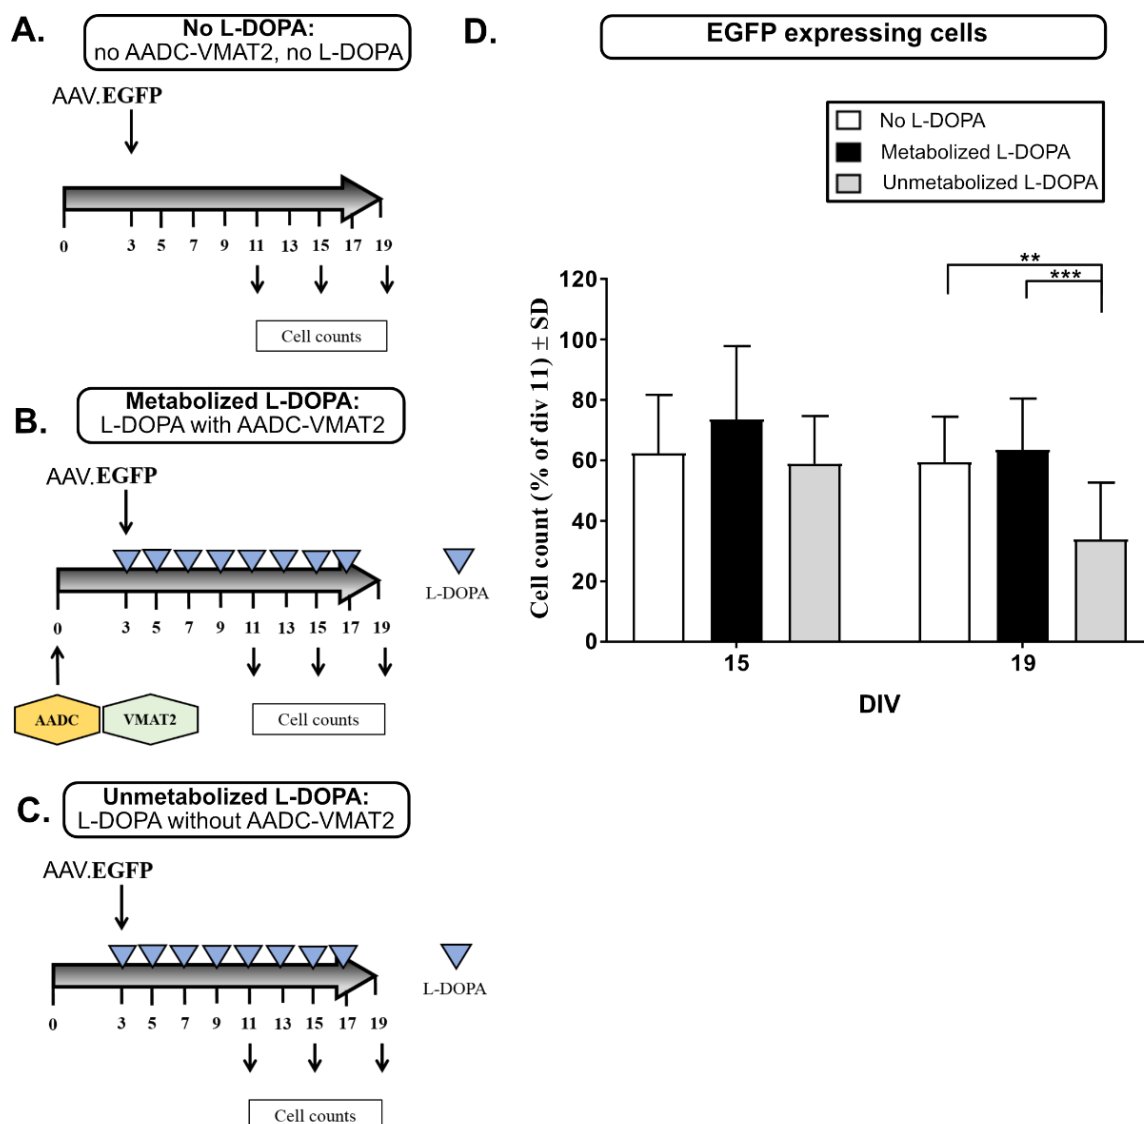 A.
No L-DOPA:
no AADC-VMAT2, no L-DOPA
AAV.EGFP
0 3 5 7 9 11 13 15 17 19
Cell counts
B.
Metabolized L-DOPA:
L-DOPA with AADC-VMAT2
AAV.EGFP
L-DOPA
0 3 5 7 9 11 13 15 17 19
AADC VMAT2
Cell counts
C.
Unmetabolized L-DOPA:
L-DOPA without AADC-VMAT2
AAV.EGFP
L-DOPA
0 3 5 7 9 11 13 15 17 19
Cell counts
D.
EGFP expressing cells
No L-DOPA
Metabolized L-DOPA
Unmetabolized L-DOPA
**
***
Cell count (% of div 11) ± SD
120
100
80
60
40
20
0
15 19
DIV